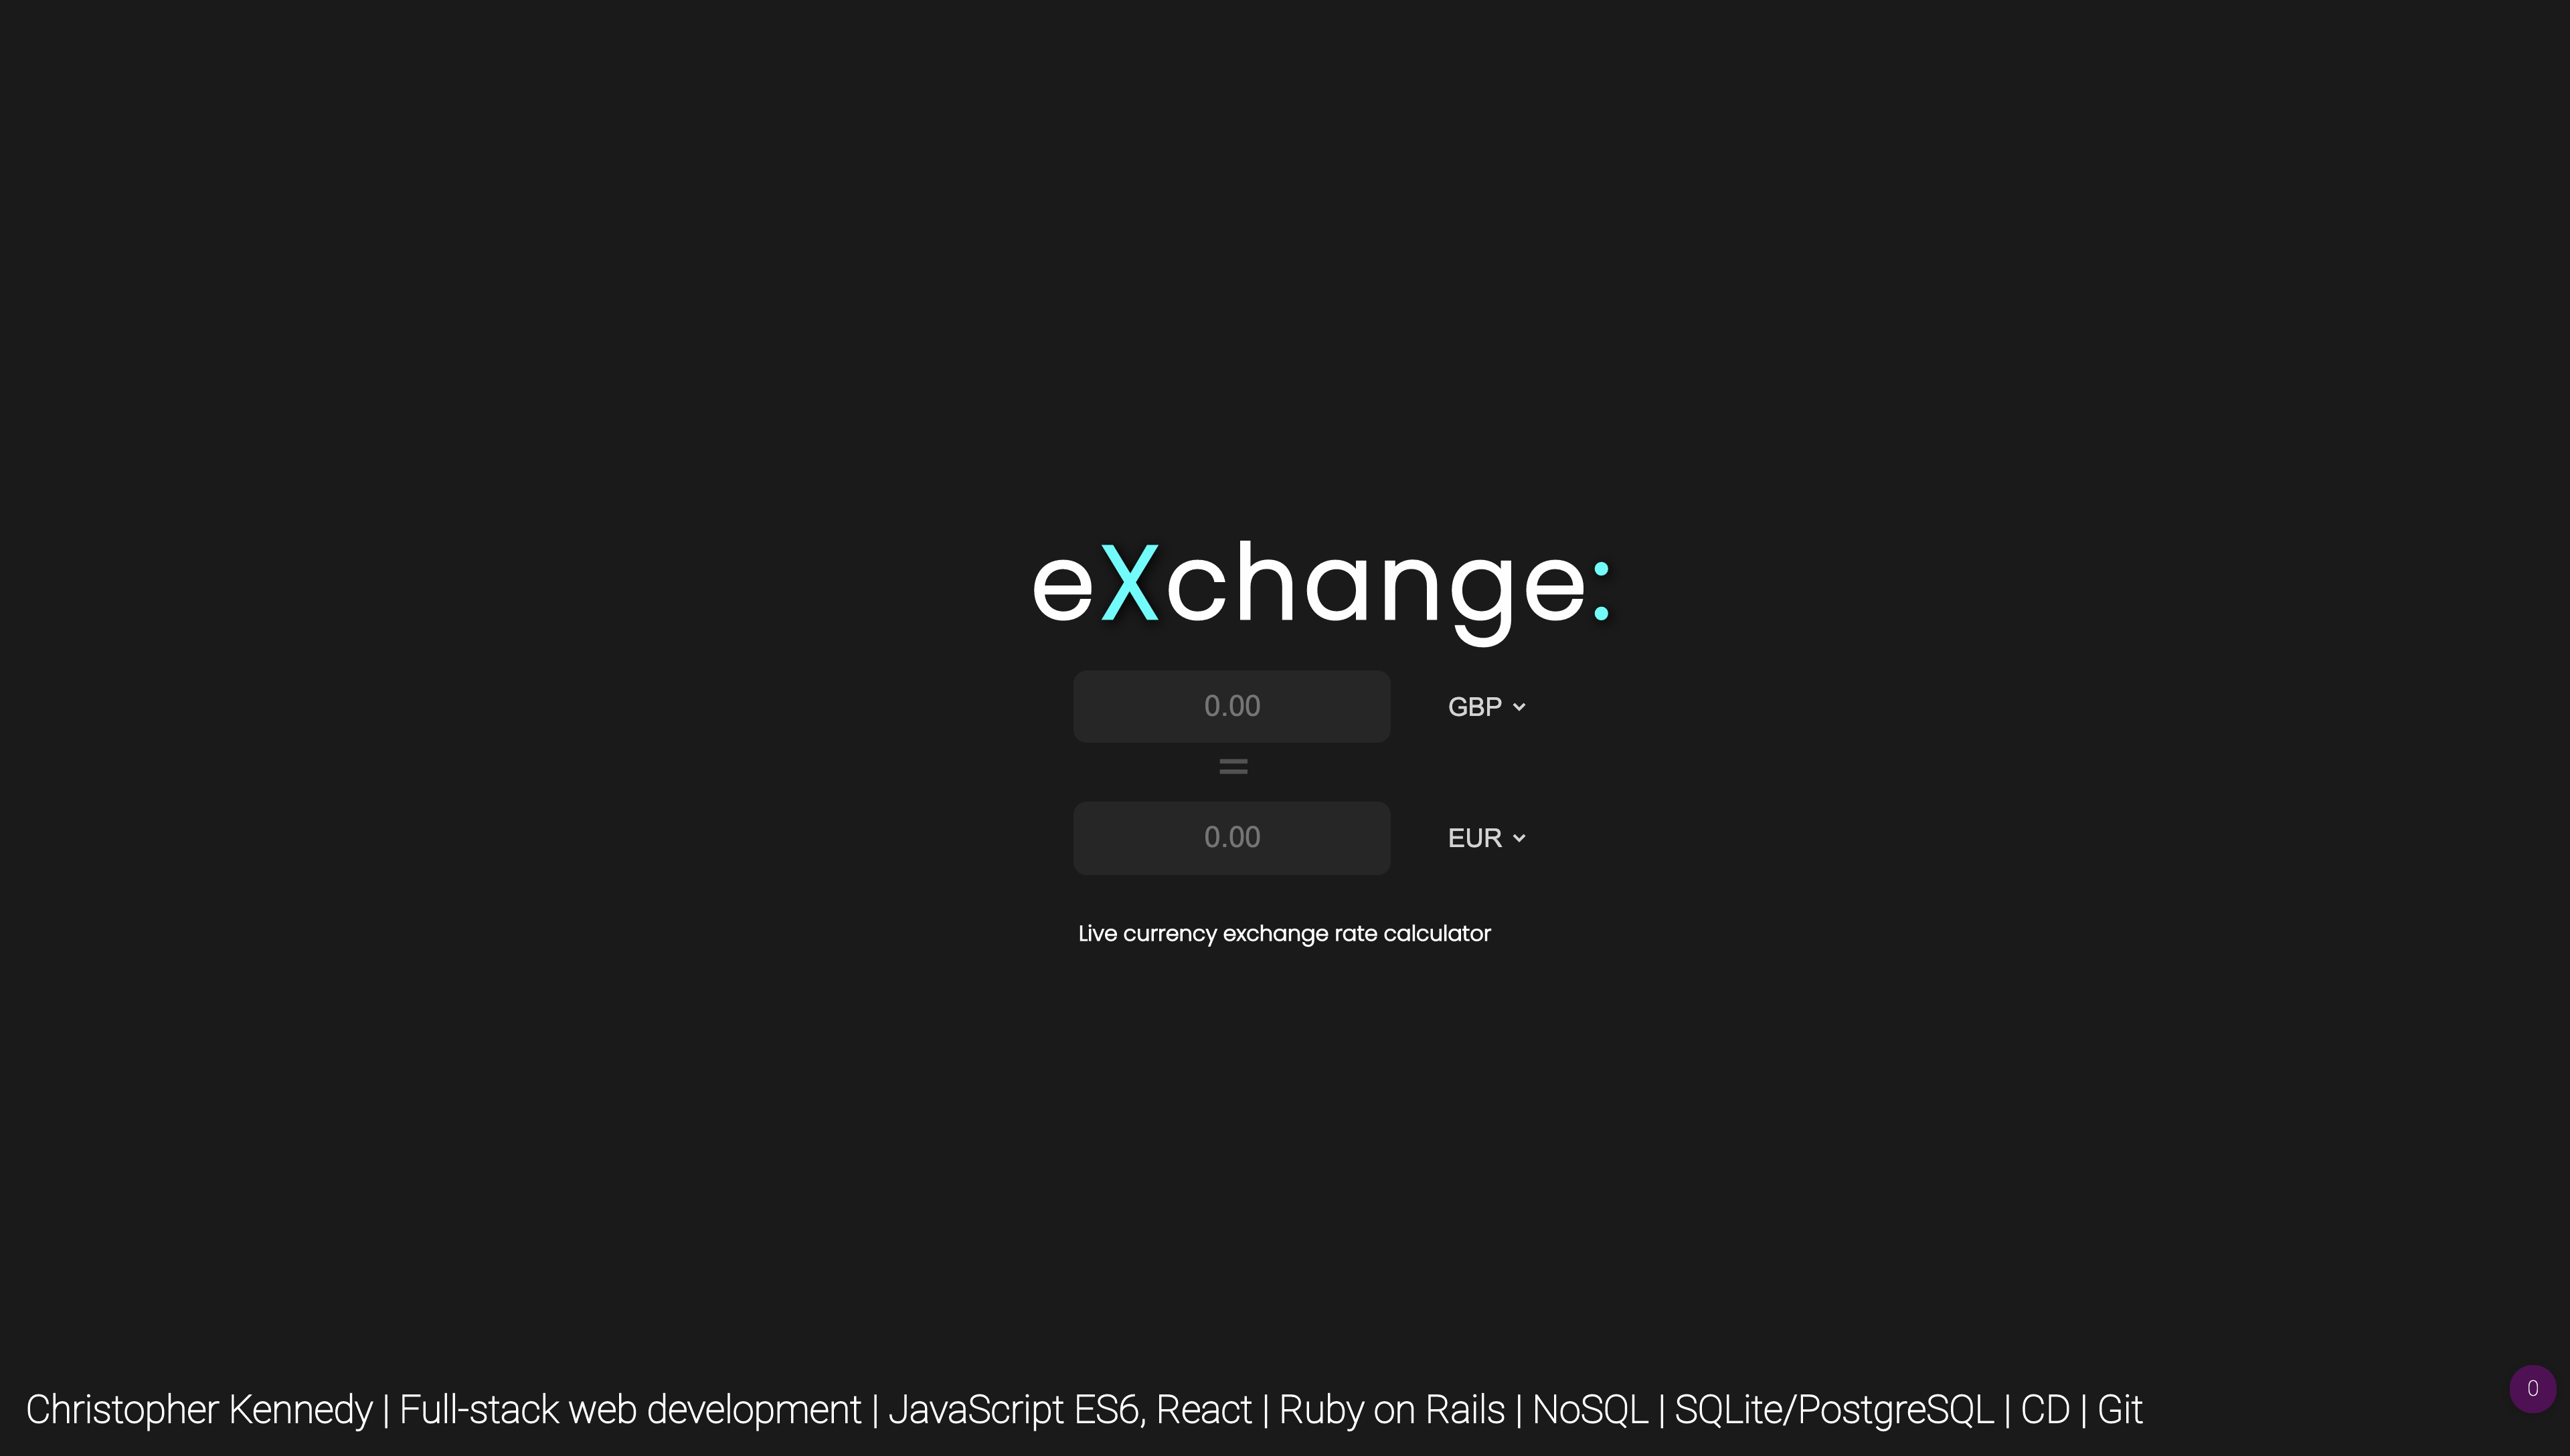 eXchange:
0.00 GBP
=
0.00 EUR
Live currency exchange rate calculator
0
Christopher Kennedy | Full-stack web development | JavaScript ES6, React | Ruby on Rails | NoSQL | SQLite/PostgreSQL | CD | Git